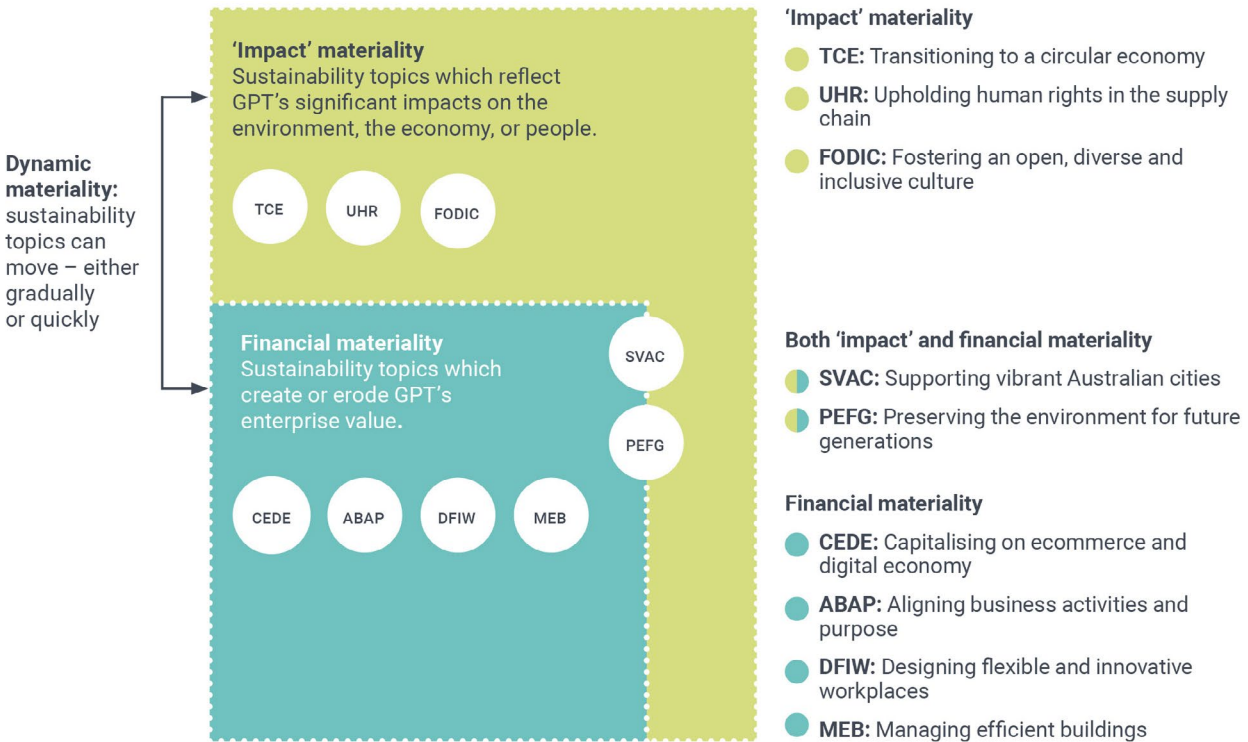 Dynamic
materiality:
sustainability
topics can
move – either
gradually
or quickly
‘Impact’ materiality
Sustainability topics which reflect
GPT’s significant impacts on the
environment, the economy, or people.
TCE
UHR
FODIC
Financial materiality
Sustainability topics which
create or erode GPT’s
enterprise value.
SVAC
PEFG
CEDE
ABAP
DFIW
MEB
‘Impact’ materiality
TCE: Transitioning to a circular economy
UHR: Upholding human rights in the supply
chain
FODIC: Fostering an open, diverse and
inclusive culture
Both ‘impact’ and financial materiality
SVAC: Supporting vibrant Australian cities
PEFG: Preserving the environment for future
generations
Financial materiality
CEDE: Capitalising on ecommerce and
digital economy
ABAP: Aligning business activities and
purpose
DFIW: Designing flexible and innovative
workplaces
MEB: Managing efficient buildings